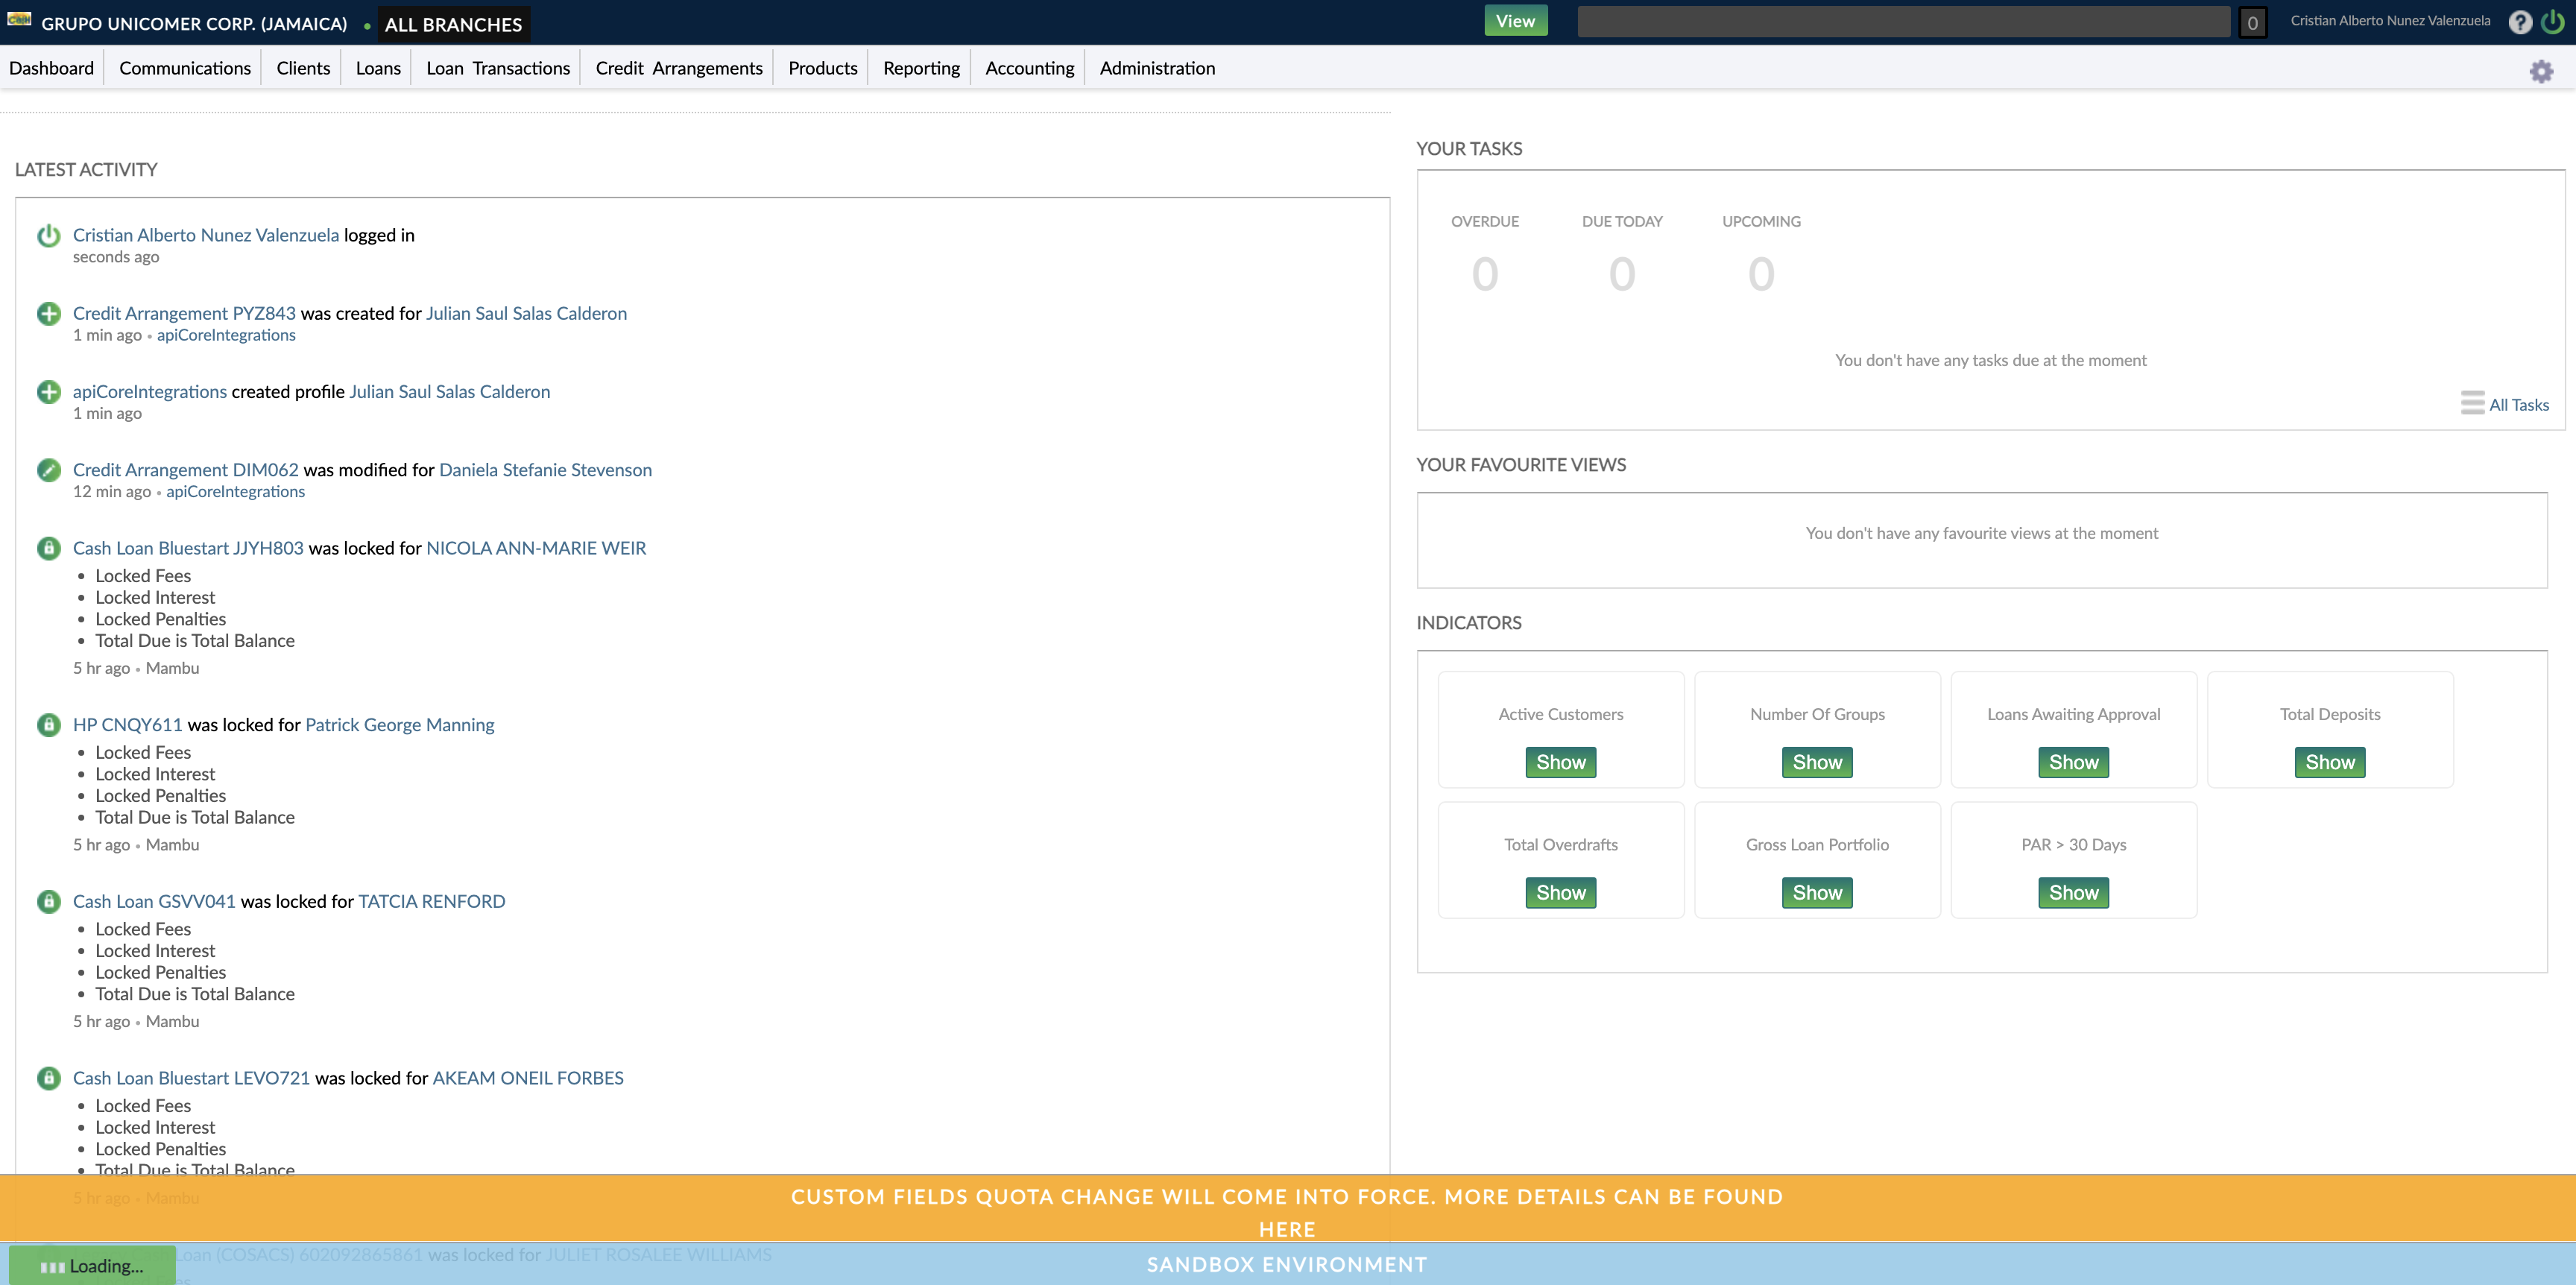 GRUPO UNICOMER CORP. (JAMAICA) • ALL BRANCHES
View
0
Cristian Alberto Nunez Valenzuela
Dashboard
Communications
Clients
Loans
Loan Transactions
Credit Arrangements
Products
Reporting
Accounting
Administration
LATEST ACTIVITY
Cristian Alberto Nunez Valenzuela logged in
seconds ago
Credit Arrangement PYZ843 was created for Julian Saul Salas Calderon
1 min ago • apiCoreIntegrations
apiCoreIntegrations created profile Julian Saul Salas Calderon
1 min ago
Credit Arrangement DIM062 was modified for Daniela Stefanie Stevenson
12 min ago • apiCoreIntegrations
Cash Loan Bluestart JJYH803 was locked for NICOLA ANN-MARIE WEIR
• Locked Fees
• Locked Interest
• Locked Penalties
• Total Due is Total Balance
5 hr ago • Mambu
HP CNQY611 was locked for Patrick George Manning
• Locked Fees
• Locked Interest
• Locked Penalties
• Total Due is Total Balance
5 hr ago • Mambu
Cash Loan GSVV041 was locked for TATCIA RENFORD
• Locked Fees
• Locked Interest
• Locked Penalties
• Total Due is Total Balance
5 hr ago • Mambu
Cash Loan Bluestart LEVO721 was locked for AKEAM ONEIL FORBES
• Locked Fees
• Locked Interest
• Locked Penalties
• Total Due is Total Balance
5 hr ago • Mambu
Loan (COSACS) 602092865861 was locked for JULIET ROSALEE WILLIAMS
YOUR TASKS
OVERDUE
DUE TODAY
UPCOMING
0
0
0
You don't have any tasks due at the moment
All Tasks
YOUR FAVOURITE VIEWS
You don't have any favourite views at the moment
INDICATORS
Active Customers
Show
Number Of Groups
Show
Loans Awaiting Approval
Show
Total Deposits
Show
Total Overdrafts
Show
Gross Loan Portfolio
Show
PAR > 30 Days
Show
CUSTOM FIELDS QUOTA CHANGE WILL COME INTO FORCE. MORE DETAILS CAN BE FOUND
HERE
SANDBOX ENVIRONMENT
Loading...